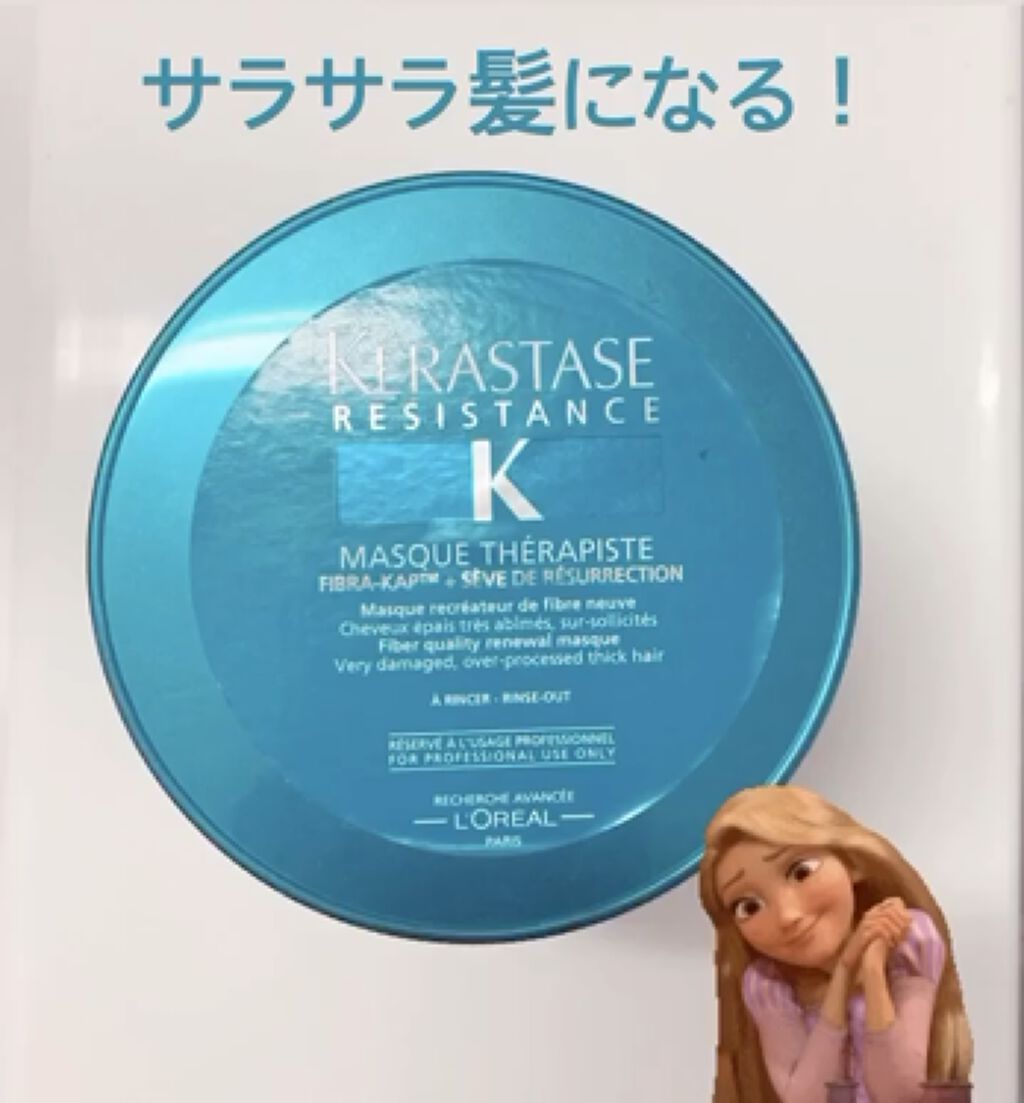 サラサラ髪になる！
KERASTASE
RESISTANCE
K
MASQUE THÉRAPISTE
FIBRA-KAP™ + SÈVE DE RÉSURRECTION
Masque recréateur de fibre neuve
Cheveux épais très abîmés, sur-sollicités
Fiber quality renewal masque
Very damaged, over-processed thick hair
À RINCER - RINSE-OUT
RÉSERVÉ À L'USAGE PROFESSIONNEL
FOR PROFESSIONAL USE ONLY
RECHERCHE AVANCÉE
L'ORÉAL
PARIS